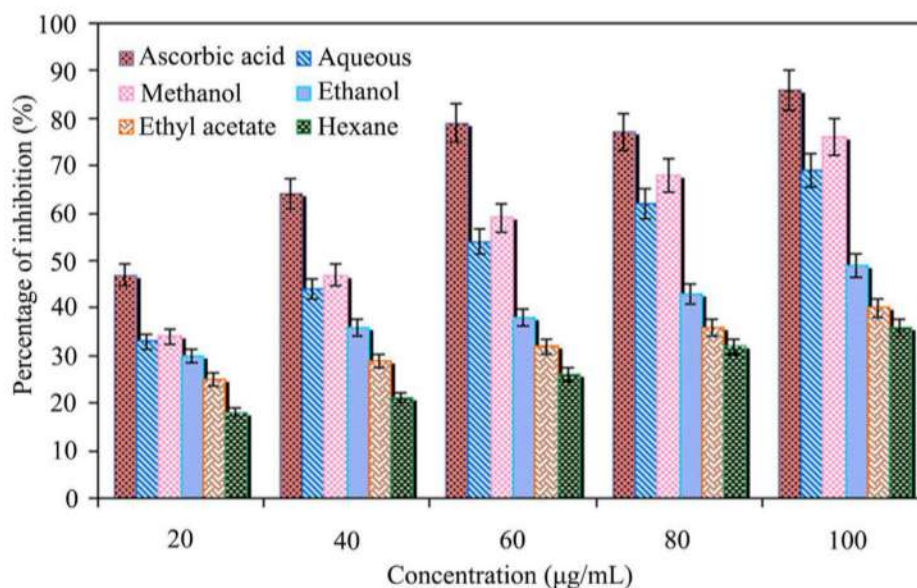 Percentage of inhibition (%)
100
90
80
70
60
50
40
30
20
10
0
Ascorbic acid Aqueous
Methanol Ethanol
Ethyl acetate Hexane
20 40 60 80 100
Concentration (μg/mL)